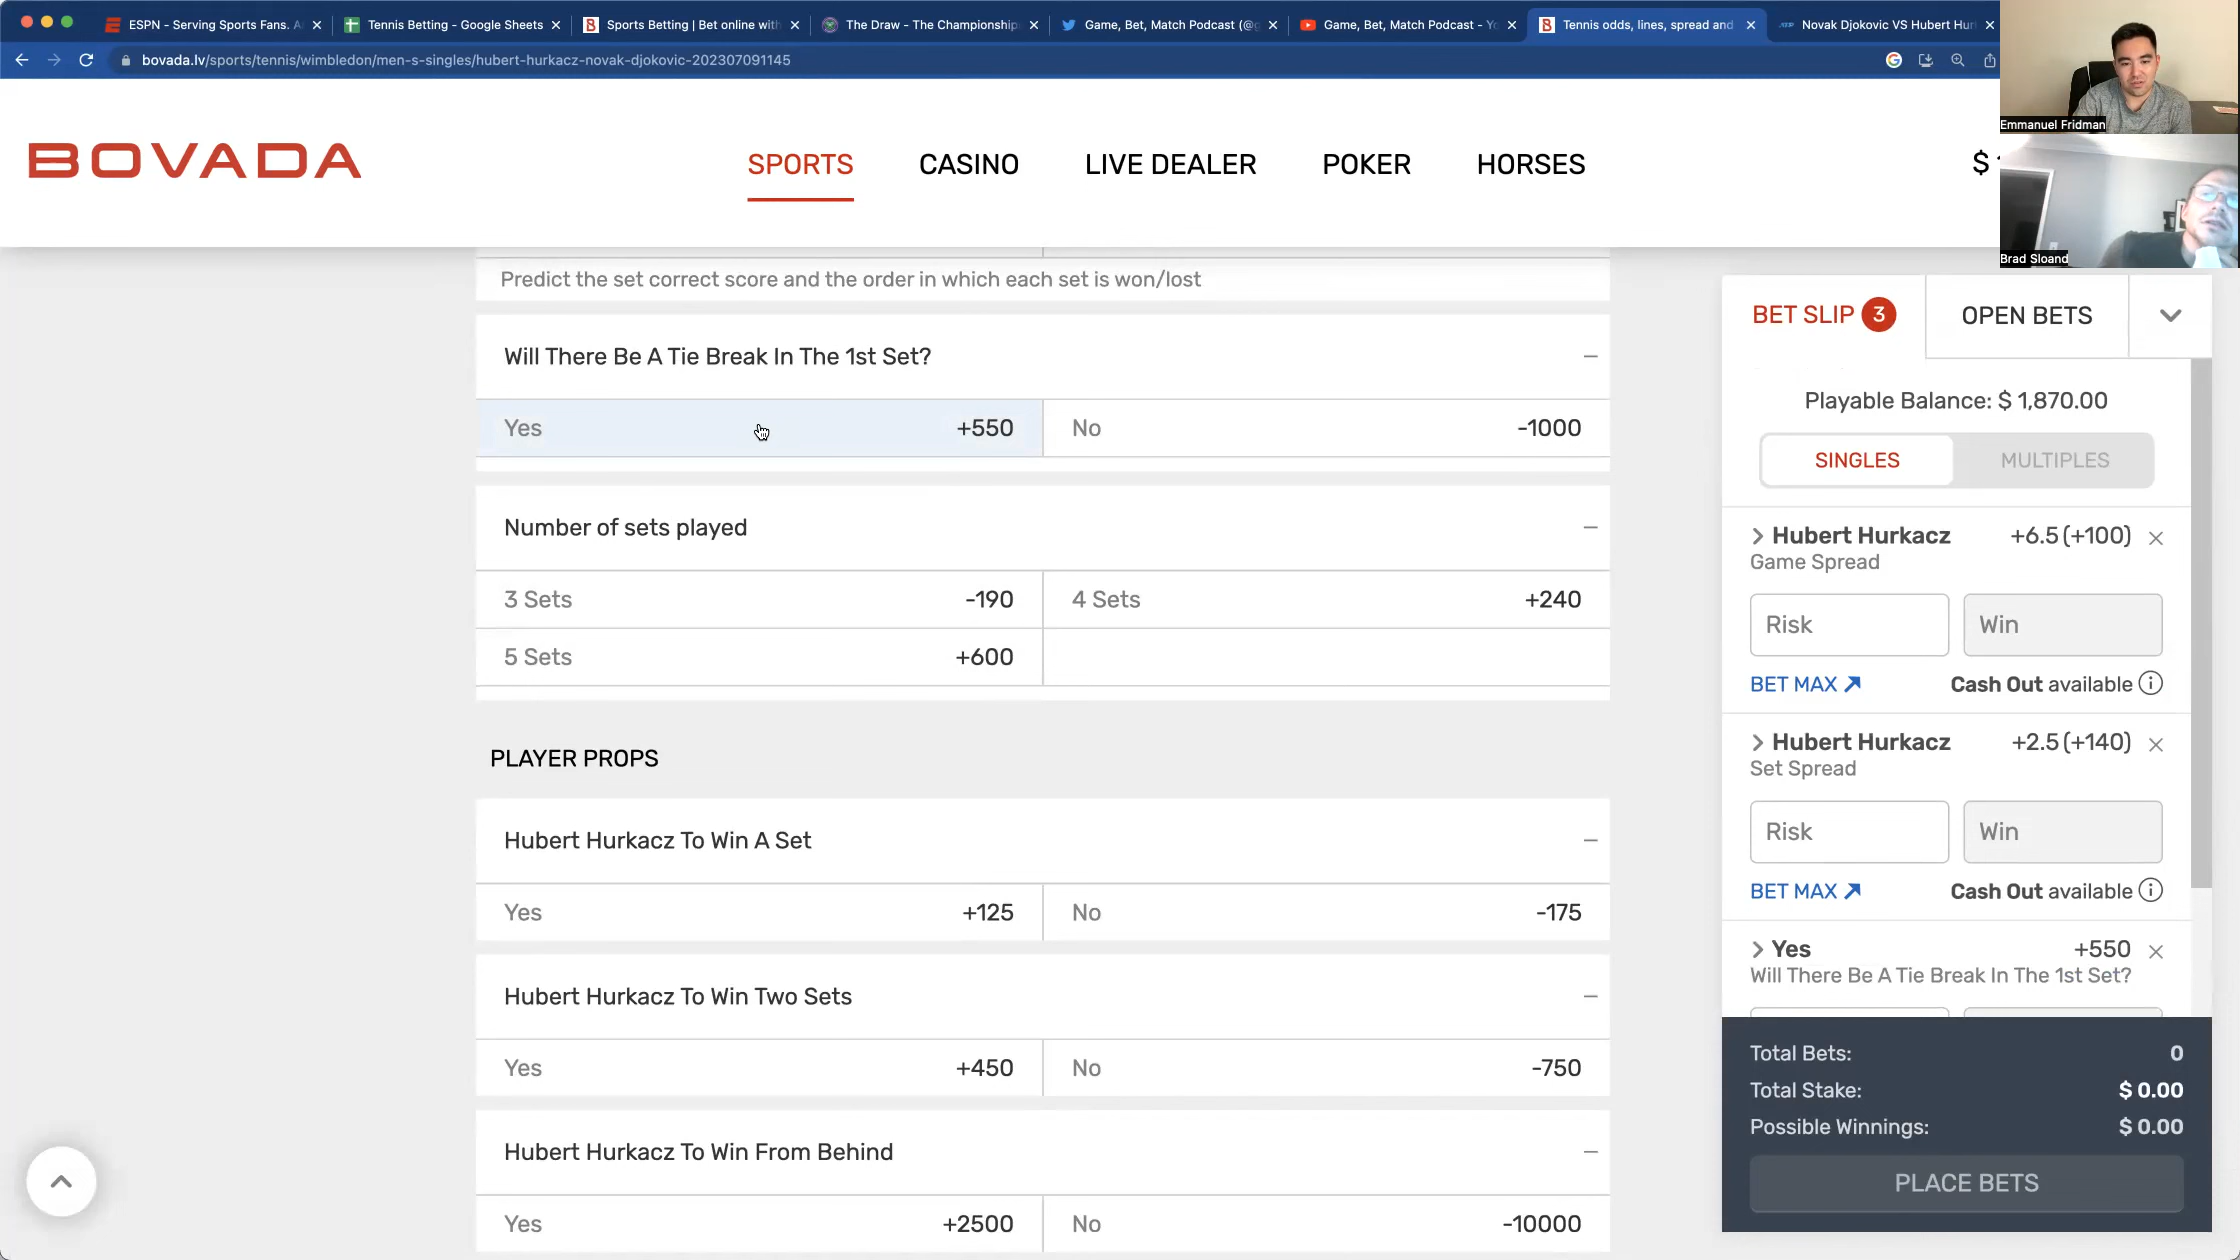 ESPN - Serving Sports Fans. A
Tennis Betting - Google Sheets
Sports Betting | Bet online with
The Draw - The Championship
Game, Bet, Match Podcast (@g
Game, Bet, Match Podcast - Yo
Tennis odds, lines, spread and
Novak Djokovic VS Hubert Hur
bovada.lv/sports/tennis/wimbledon/men-s-singles/hubert-hurkacz-novak-djokovic-202307091145
Emmanuel Fridman
Brad Sloand
BOVADA
SPORTS
CASINO
LIVE DEALER
POKER
HORSES
$
Predict the set correct score and the order in which each set is won/lost
Will There Be A Tie Break In The 1st Set?
Yes +550 No -1000
Number of sets played
3 Sets -190 4 Sets +240
5 Sets +600
PLAYER PROPS
Hubert Hurkacz To Win A Set
Yes +125 No -175
Hubert Hurkacz To Win Two Sets
Yes +450 No -750
Hubert Hurkacz To Win From Behind
Yes +2500 No -10000
BET SLIP 3 OPEN BETS
Playable Balance: $ 1,870.00
SINGLES MULTIPLES
Hubert Hurkacz +6.5 (+100)
Game Spread
Risk Win
BET MAX Cash Out available
Hubert Hurkacz +2.5 (+140)
Set Spread
Risk Win
BET MAX Cash Out available
Yes +550
Will There Be A Tie Break In The 1st Set?
Total Bets: 0
Total Stake: $ 0.00
Possible Winnings: $ 0.00
PLACE BETS